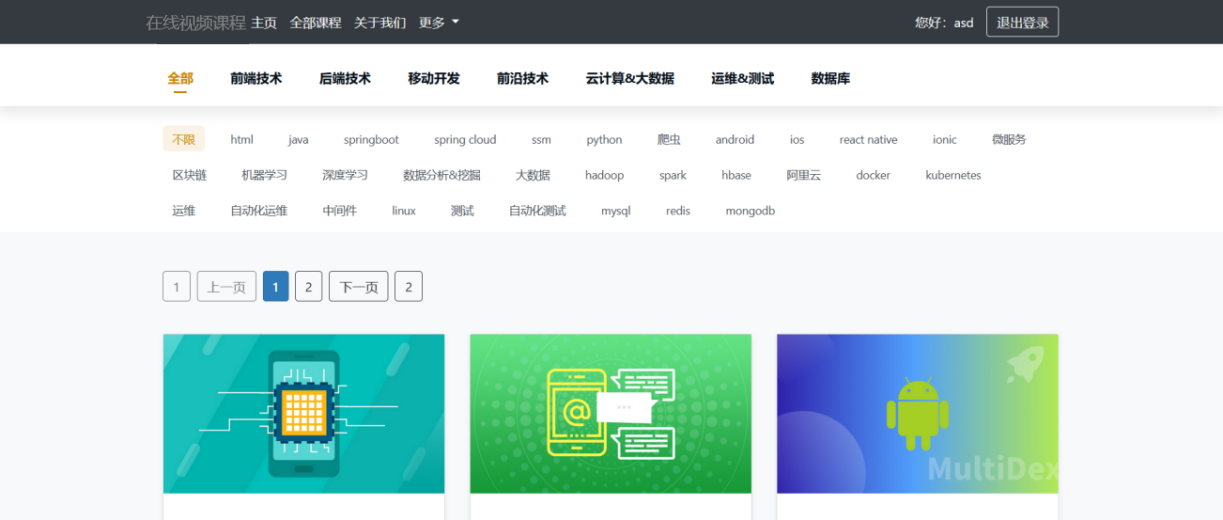 在线视频课程 主页 全部课程 关于我们 更多 您好：asd 退出登录
全部 前端技术 后端技术 移动开发 前沿技术 云计算&大数据 运维&测试 数据库
不限 html java springboot spring cloud ssm python 爬虫 android ios react native ionic 微服务
区块链 机器学习 深度学习 数据分析&挖掘 大数据 hadoop spark hbase 阿里云 docker kubernetes
运维 自动化运维 中间件 linux 测试 自动化测试 mysql redis mongodb
1 上一页 1 2 下一页 2
@
MultiDex